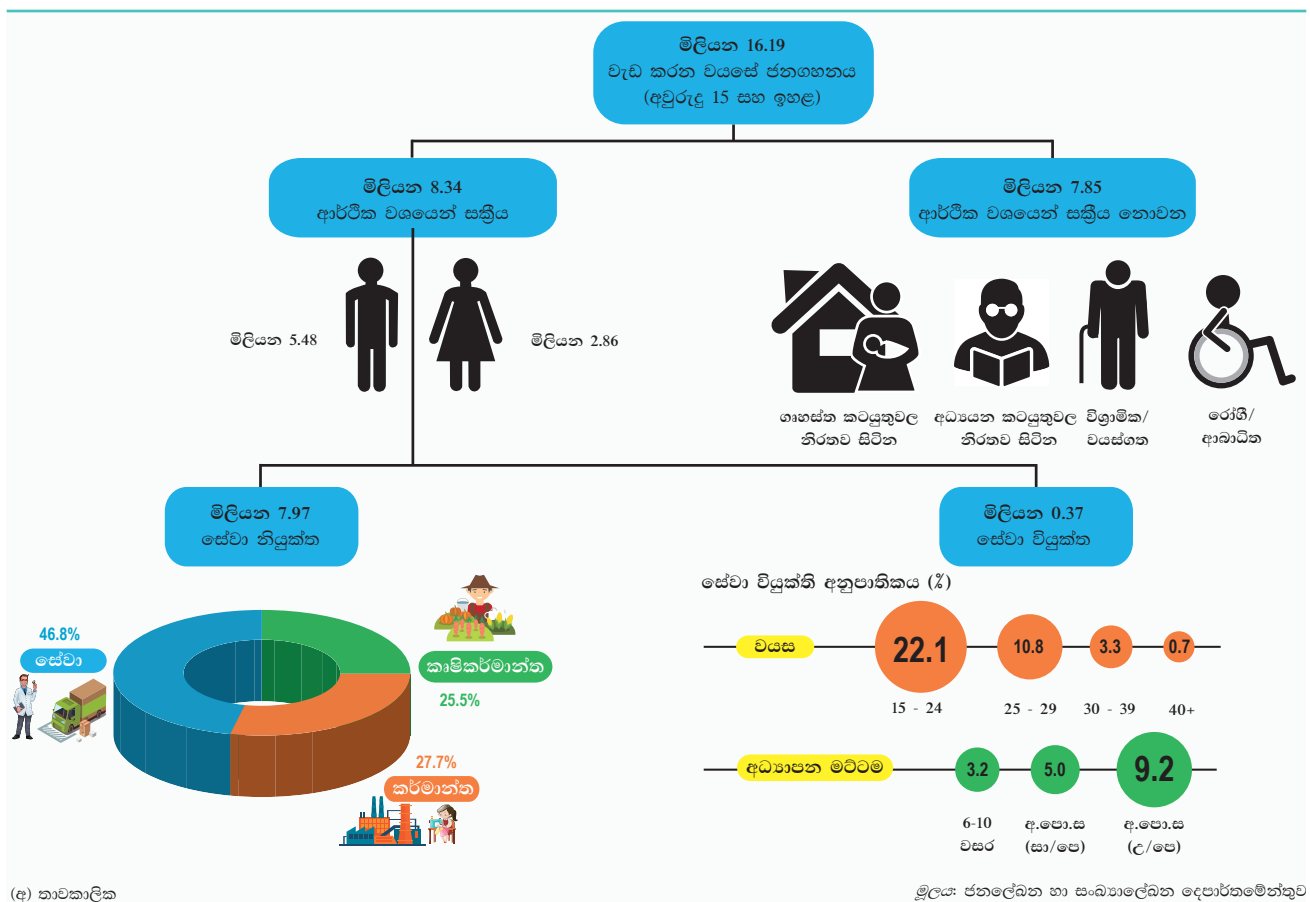 මිලියන 16.19
වැඩ කරන වයසේ ජනගහනය
(අවුරුදු 15 සහ ඉහළ)
මිලියන 8.34
ආර්ථික වශයෙන් සක්‍රීය
මිලියන 7.85
ආර්ථික වශයෙන් සක්‍රීය නොවන
මිලියන 5.48
මිලියන 2.86
ගෘහස්ත කටයුතුවල
නිරතව සිටින
අධ්‍යයන කටයුතුවල
නිරතව සිටින
විශ්‍රාමික/
වයස්ගත
රෝගී/
ආබාධිත
මිලියන 7.97
සේවා නියුක්ත
මිලියන 0.37
සේවා වියුක්ත
46.8%
සේවා
කෘෂිකර්මාන්ත
25.5%
27.7%
කර්මාන්ත
සේවා වියුක්ති අනුපාතිකය (%)
වයස
22.1
10.8
3.3
0.7
15 - 24
25 - 29
30 - 39
40+
අධ්‍යාපන මට්ටම
3.2
5.0
9.2
6-10
වසර
අ.පො.ස
(සා/පෙ)
අ.පො.ස
(උ/පෙ)
(අ) තාවකාලික
මූලය: ජනලේඛන හා සංඛ්‍යාලේඛන දෙපාර්තමේන්තුව